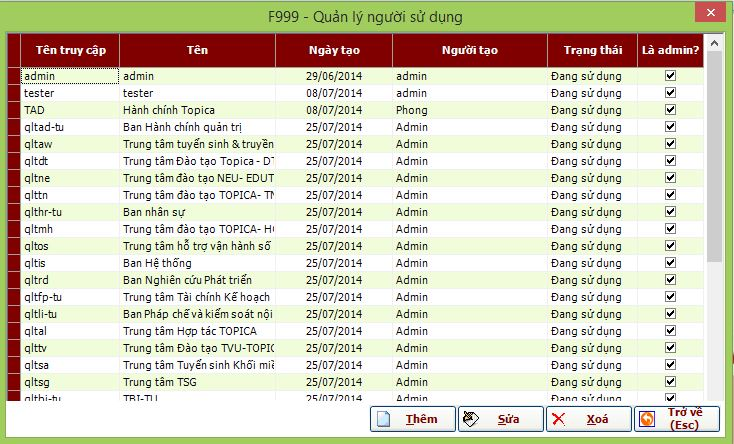 F999 - Quản lý người sử dụng
Tên truy cập Tên Ngày tạo Người tạo Trạng thái Là admin?
admin admin 29/06/2014 admin Đang sử dụng
tester tester 08/07/2014 admin Đang sử dụng
TAD Hành chính Topica 08/07/2014 Phong Đang sử dụng
qltad-tu Ban Hành chính quản trị 25/07/2014 Admin Đang sử dụng
qltaw Trung tâm tuyển sinh & truyền 25/07/2014 Admin Đang sử dụng
qltdt Trung tâm Đào tạo Topica - DT 25/07/2014 Admin Đang sử dụng
qltne Trung tâm đào tạo NEU- EDUT 25/07/2014 Admin Đang sử dụng
qlttn Trung tâm đào tạo TOPICA- TN 25/07/2014 Admin Đang sử dụng
qlthr-tu Ban nhân sự 25/07/2014 Admin Đang sử dụng
qltmh Trung tâm đào tạo TOPICA- HO 25/07/2014 Admin Đang sử dụng
qltos Trung tâm hỗ trợ vận hành số 25/07/2014 Admin Đang sử dụng
qltis Ban Hệ thống 25/07/2014 Admin Đang sử dụng
qltrd Ban Nghiên cứu Phát triển 25/07/2014 Admin Đang sử dụng
qltfp-tu Trung tâm Tài chính Kế hoạch 25/07/2014 Admin Đang sử dụng
qltli-tu Ban Pháp chế và kiểm soát nội 25/07/2014 Admin Đang sử dụng
qltal Trung tâm Hợp tác TOPICA 25/07/2014 Admin Đang sử dụng
qlttv Trung tâm Đào tạo TVU-TOPIC 25/07/2014 Admin Đang sử dụng
qltsa Trung tâm Tuyển sinh Khối miề 25/07/2014 Admin Đang sử dụng
qltsg Trung tâm TSG 25/07/2014 Admin Đang sử dụng
qltbi-tu TBI-TU 25/07/2014 Admin Đang sử dụng
Thêm Sửa Xoá Trở về
(Esc)